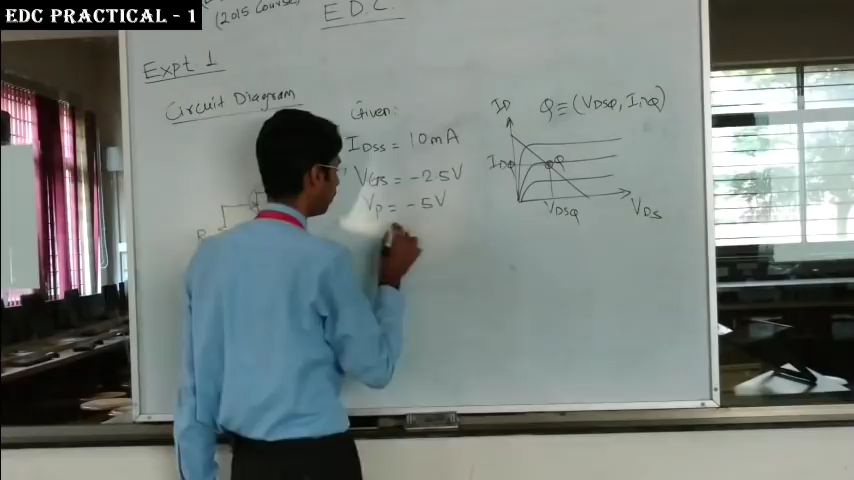 EDC PRACTICAL - 1
(2015 Course)
E.D.C.
Expt. 1
Circuit Diagram
Given:
IDSS = 10mA
VGS = -2.5V
VP = -5V
ID
Q ≡ (VDSQ, IDQ)
IDQ
Q
VDSQ
VDS
R